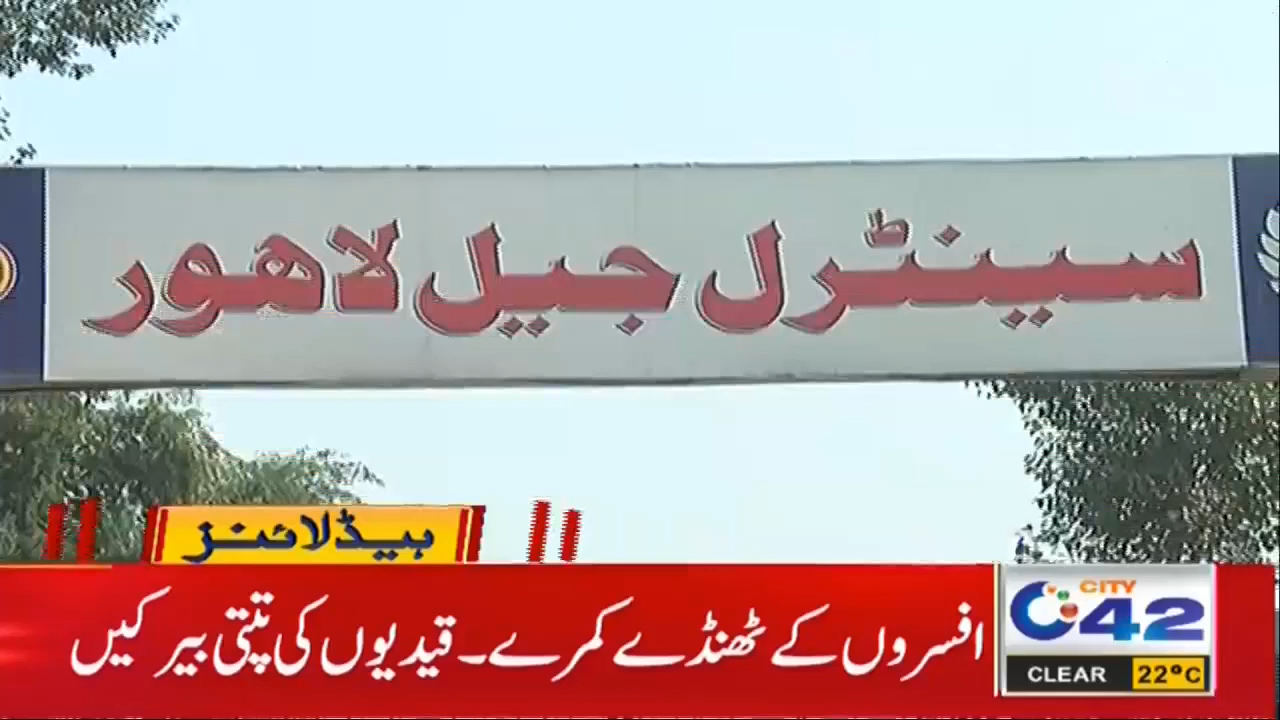 سینٹرل جیل لاہور
ہیڈلائنز
افسروں کے ٹھنڈے کمرے۔قیدیوں کی تپتی بیرکیں
CITY
42
CLEAR 22°C